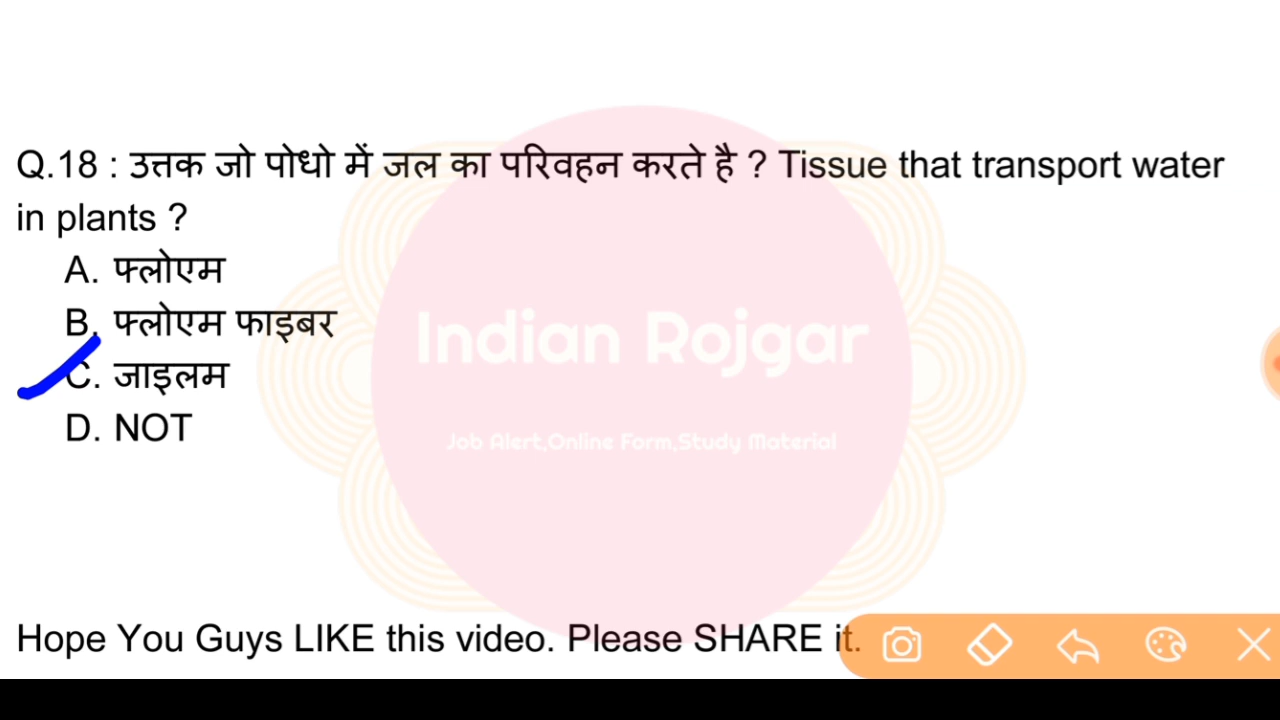 Q.18 : उत्तक जो पोधो में जल का परिवहन करते है ? Tissue that transport water
in plants ?
A. फ्लोएम
B. फ्लोएम फाइबर
C. जाइलम
D. NOT
Indian Rojgar
Job Alert,Online Form,Study Material
Hope You Guys LIKE this video. Please SHARE it.